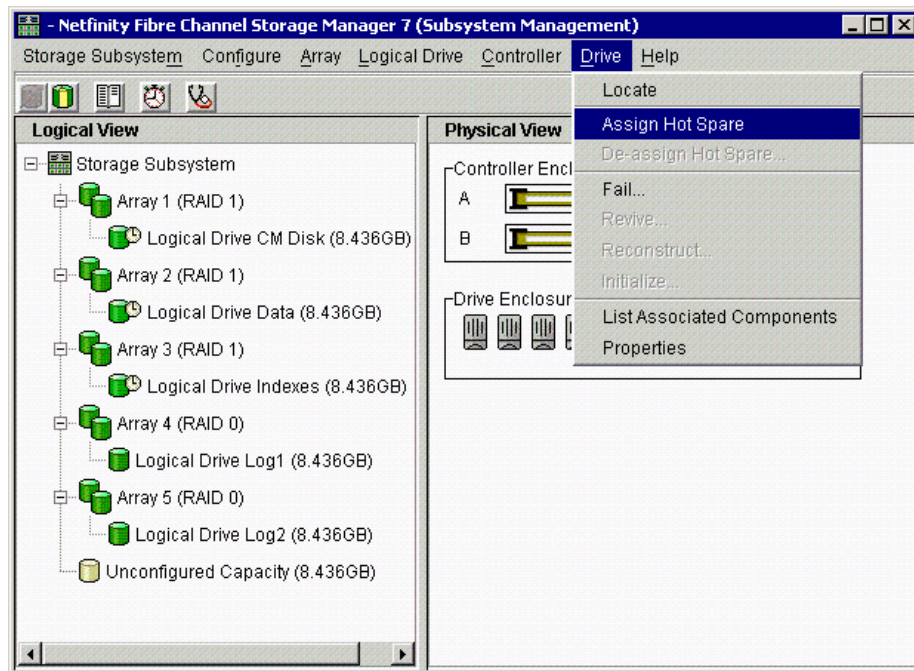 - Netfinity Fibre Channel Storage Manager 7 (Subsystem Management)
Storage Subsystem Configure Array Logical Drive Controller Drive Help
Locate
Assign Hot Spare
De-assign Hot Spare...
Fail...
Revive...
Reconstruct...
Initialize...
List Associated Components
Properties
Logical View
Storage Subsystem
Array 1 (RAID 1)
Logical Drive CM Disk (8.436GB)
Array 2 (RAID 1)
Logical Drive Data (8.436GB)
Array 3 (RAID 1)
Logical Drive Indexes (8.436GB)
Array 4 (RAID 0)
Logical Drive Log1 (8.436GB)
Array 5 (RAID 0)
Logical Drive Log2 (8.436GB)
Unconfigured Capacity (8.436GB)
Physical View
Controller Encl
A
B
Drive Enclosur